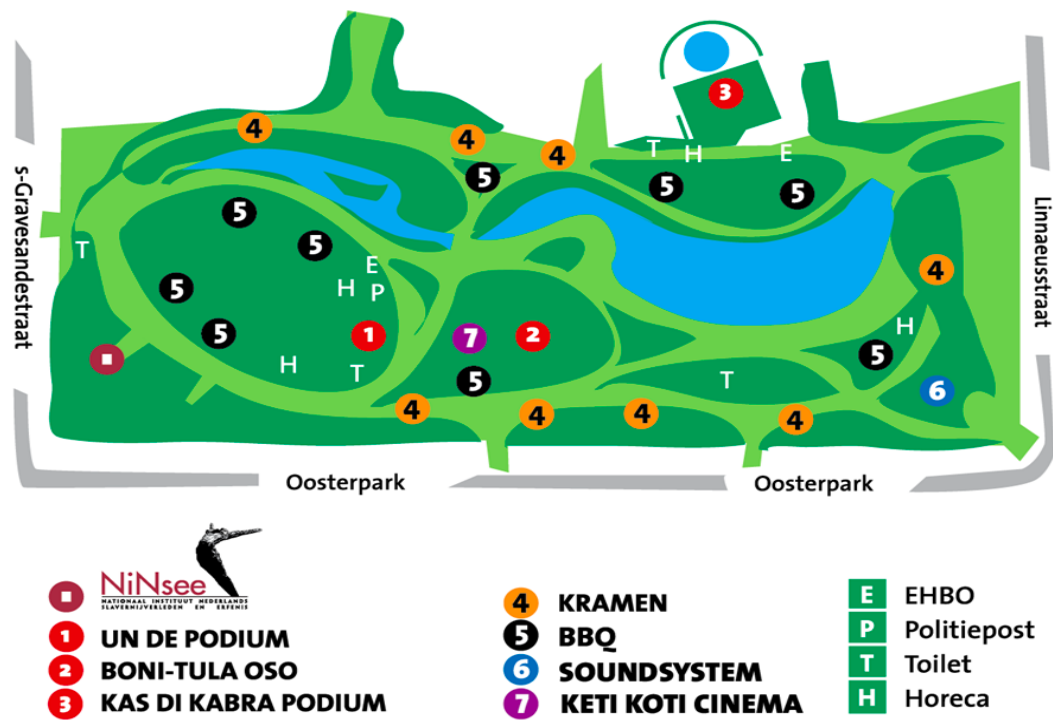 3
4
4
4
T
H
E
5
5
5
s-Gravesandestraat
Linnaeusstraat
5
5
T
E
H
P
4
5
5
1
7
2
H
5
H
T
5
T
6
4
4
4
4
Oosterpark
Oosterpark
NiNsee
NATIONAAL INSTITUUT NEDERLANDS
SLAVERNIJVERLEDEN EN ERFENIS
1 UN DE PODIUM
2 BONI-TULA OSO
3 KAS DI KABRA PODIUM
4 KRAMEN
5 BBQ
6 SOUNDSYSTEM
7 KETI KOTI CINEMA
E EHBO
P Politiepost
T Toilet
H Horeca